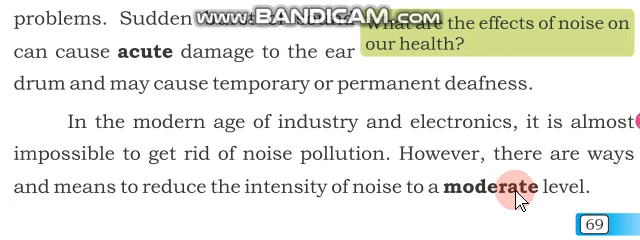 www.BANDICAM.com
problems. Sudden
What are the effects of noise on
can cause acute damage to the ear
our health?
drum and may cause temporary or permanent deafness.
In the modern age of industry and electronics, it is almost
impossible to get rid of noise pollution. However, there are ways
and means to reduce the intensity of noise to a moderate level.
69